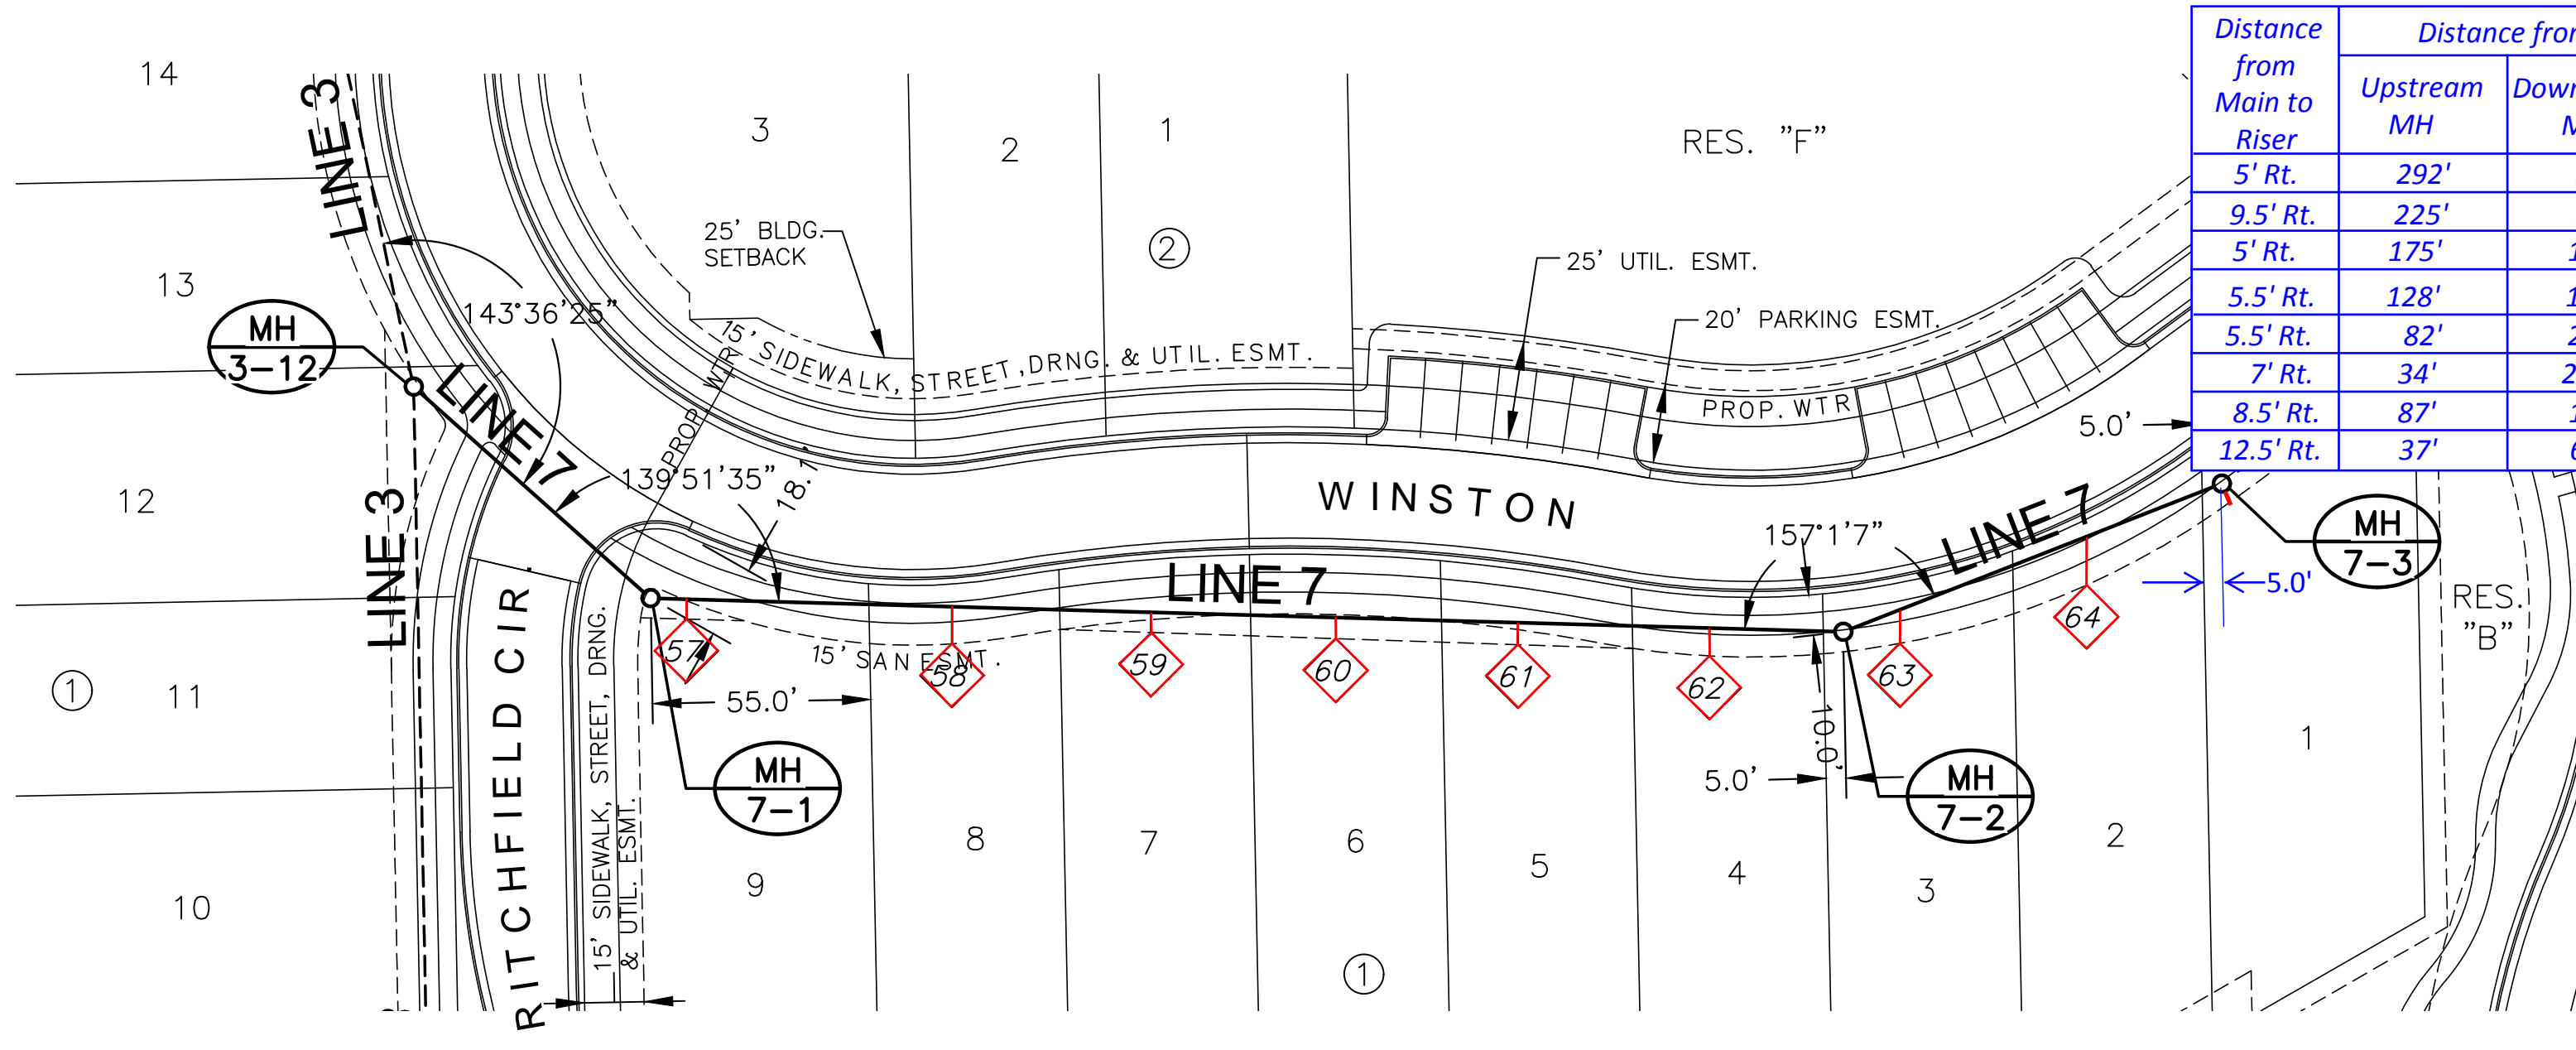 14
LINE 3
3
2
1
RES. "F"
25' BLDG.
SETBACK
2
25' UTIL. ESMT.
13
143°36'25"
MH
3-12
15' SIDEWALK, STREET, DRNG. & UTIL. ESMT.
20' PARKING ESMT.
PROP. WTR
PROP. WTR
LINE 7
139°51'35"
18.1'
12
LINE 3
WINSTON
157°1'7"
LINE 7
5.0'
MH
7-3
5.0'
RES.
"B"
LINE 7
57
58
59
60
61
62
63
64
15' SAN ESMT.
55.0'
10.0'
5.0'
MH
7-1
MH
7-2
1
11
10
RITCHFIELD CIR.
15' SIDEWALK, STREET, DRNG.
& UTIL. ESMT.
9
8
7
6
5
4
3
2
1
1
Distance
from
Main to
Riser
Distance from
Upstream
MH
5' Rt. 292'
9.5' Rt. 225'
5' Rt. 175'
5.5' Rt. 128'
5.5' Rt. 82'
7' Rt. 34'
8.5' Rt. 87'
12.5' Rt. 37'